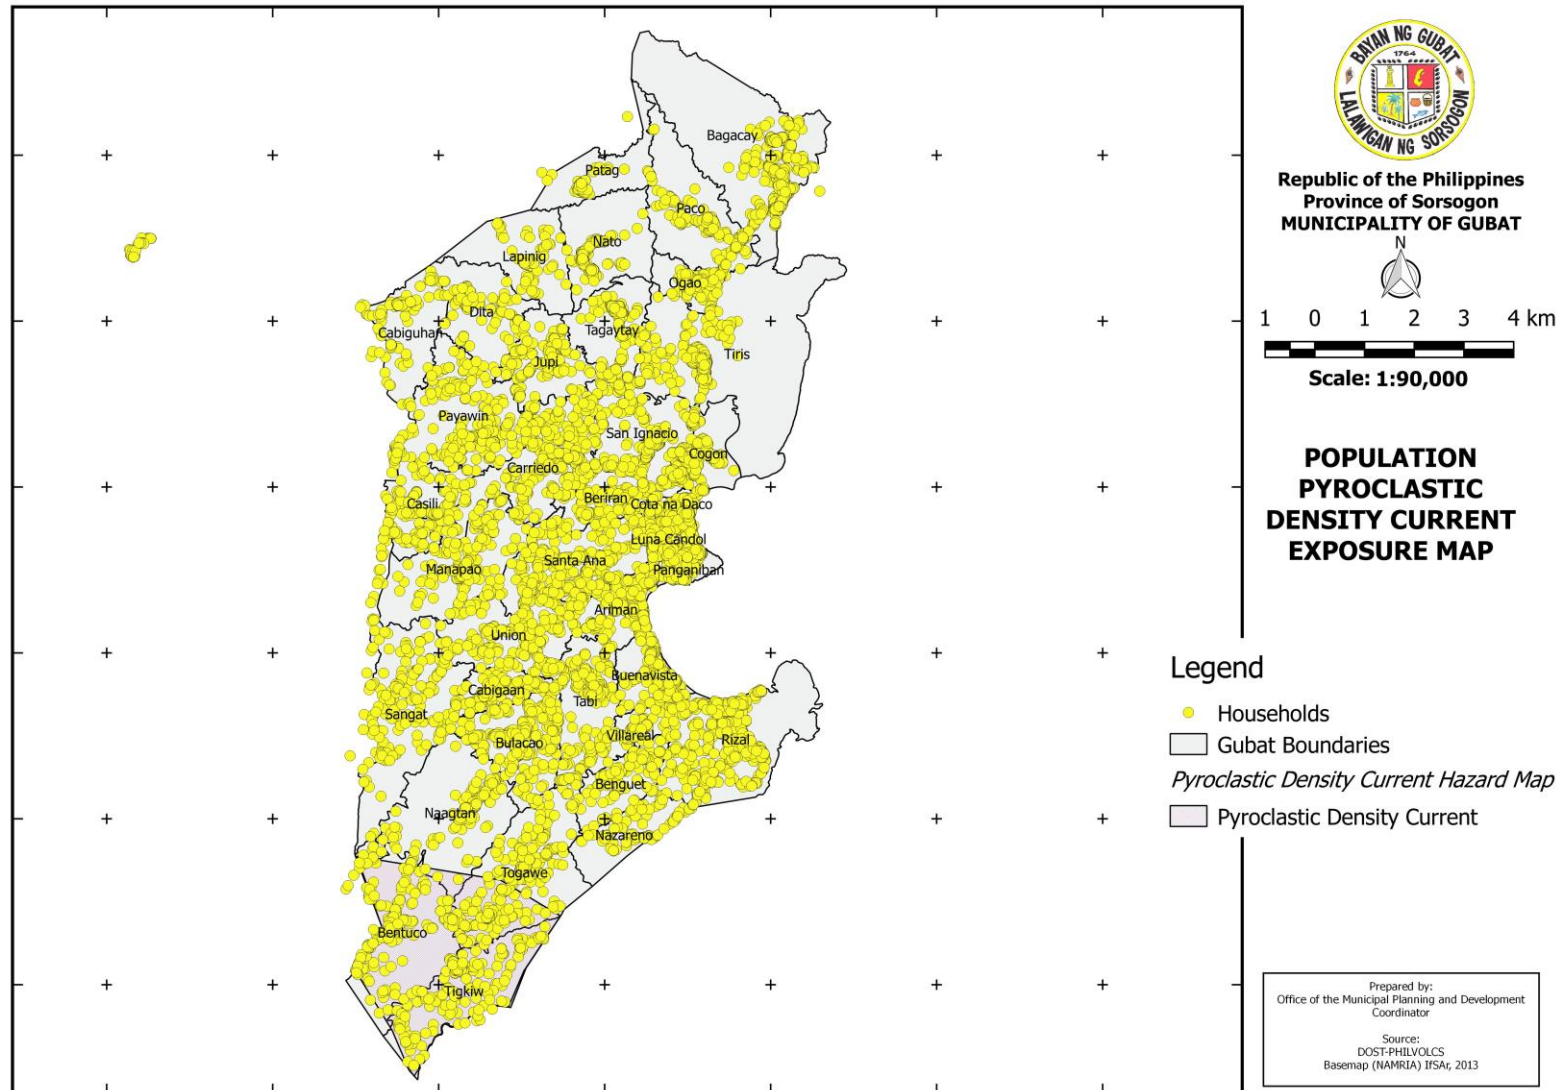 BAYAN NG GUBAT
1764
LALAWIGAN NG SORSOGON
Republic of the Philippines
Province of Sorsogon
MUNICIPALITY OF GUBAT
N
1 0 1 2 3 4 km
Scale: 1:90,000
POPULATION
PYROCLASTIC
DENSITY CURRENT
EXPOSURE MAP
Legend
Households
Gubat Boundaries
Pyroclastic Density Current Hazard Map
Pyroclastic Density Current
Prepared by:
Office of the Municipal Planning and Development
Coordinator
Source:
DOST-PHILVOLCS
Basemap (NAMRIA) IfSAr, 2013
Bagacay
Patag
Paco
Nato
Lapinig
Ogao
Dita
Cabiguhan
Tagaytay
Tiris
Jupi
Payawin
San Ignacio
Cogon
Carriedo
Beriran
Cota na Daco
Casili
Luna Candol
Santa Ana
Manapao
Panganiban
Ariman
Union
Buenavista
Cabigaan
Tabi
Sangat
Villareal
Rizal
Bulacao
Benguet
Naagtan
Nazareno
Togawe
Bentuco
Tigkiw